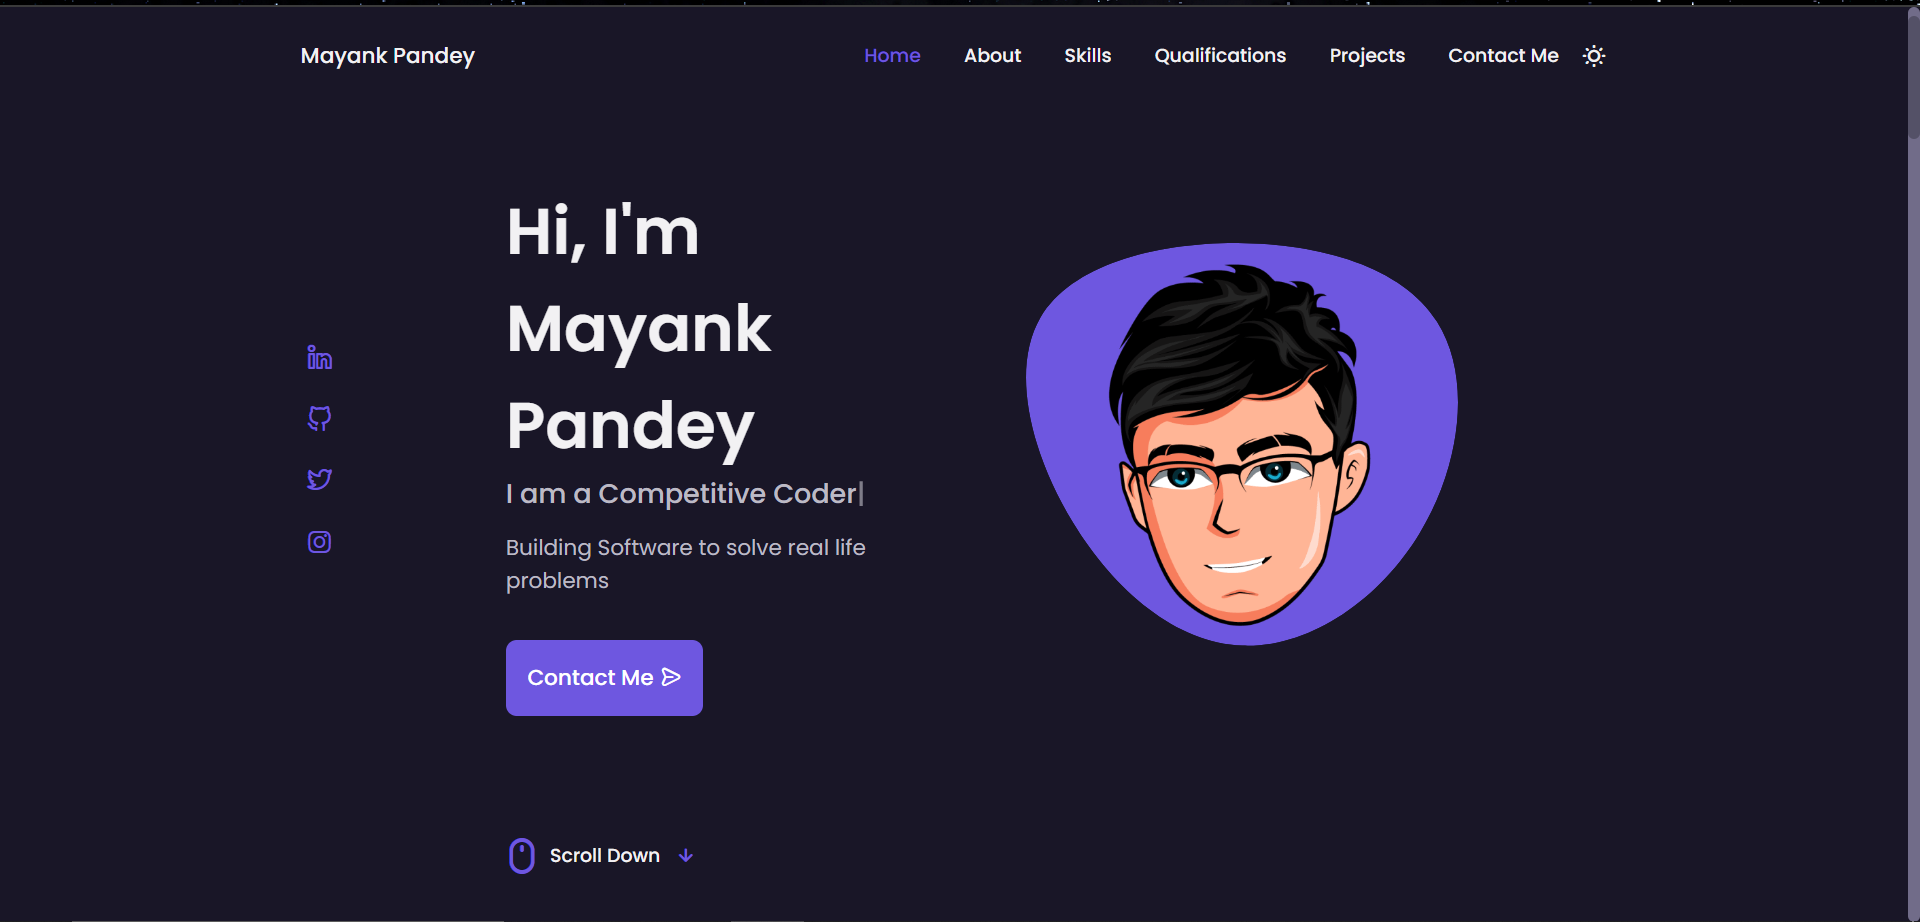 Mayank Pandey
Home About Skills Qualifications Projects Contact Me
Hi, I'm
Mayank
Pandey
I am a Competitive Coder|
Building Software to solve real life
problems
Contact Me
Scroll Down